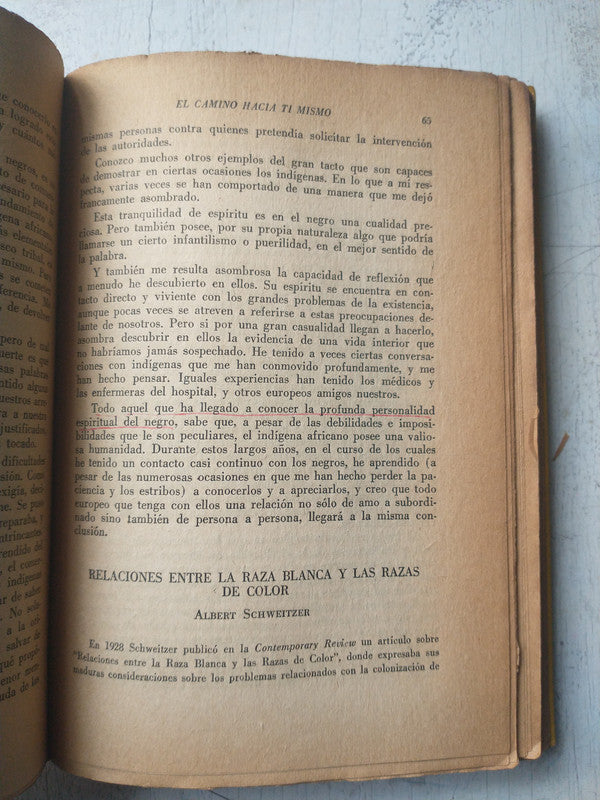 EL CAMINO HACIA TI MISMO
65
mismas personas contra quienes pretendía solicitar la intervención
de las autoridades.
Conozco muchos otros ejemplos del gran tacto que son capaces
de demostrar en ciertas ocasiones los indígenas. En lo que a mi res-
pecta, varias veces se han comportado de una manera que me dejó
francamente asombrado.
Esta tranquilidad de espíritu es en el negro una cualidad pre-
ciosa. Pero también posee, por su propia naturaleza algo que podría
llamarse un cierto infantilismo o puerilidad, en el mejor sentido de
la palabra.
Y también me resulta asombrosa la capacidad de reflexión que
a menudo he descubierto en ellos. Su espíritu se encuentra en con-
tacto directo y viviente con los grandes problemas de la existencia,
aunque pocas veces se atreven a referirse a estas preocupaciones de-
lante de nosotros. Pero si por una gran casualidad llegan a hacerlo,
asombra descubrir en ellos la evidencia de una vida interior que
no habríamos jamás sospechado. He tenido a veces ciertas conversa-
ciones con indígenas que me han conmovido profundamente, y me
han hecho pensar. Iguales experiencias han tenido los médicos y
las enfermeras del hospital, y otros europeos amigos nuestros.
Todo aquel que ha llegado a conocer la profunda personalidad
espiritual del negro, sabe que, a pesar de las debilidades e imposi-
bilidades que le son peculiares, el indígena africano posee una valio-
sa humanidad. Durante estos largos años, en el curso de los cuales
he tenido un contacto casi continuo con los negros, he aprendido (a
pesar de las numerosas ocasiones en que me han hecho perder la pa-
ciencia y los estribos) a conocerlos y a apreciarlos, y creo que todo
europeo que tenga con ellos una relación no sólo de amo a subordi-
nado sino también de persona a persona, llegará a la misma con-
clusión.
RELACIONES ENTRE LA RAZA BLANCA Y LAS RAZAS
DE COLOR
ALBERT SCHWEITZER
En 1928 Schweitzer publicó en la Contemporary Review un artículo sobre
"Relaciones entre la Raza Blanca y las Razas de Color", donde expresaba sus
maduras consideraciones sobre los problemas relacionados con la colonización de